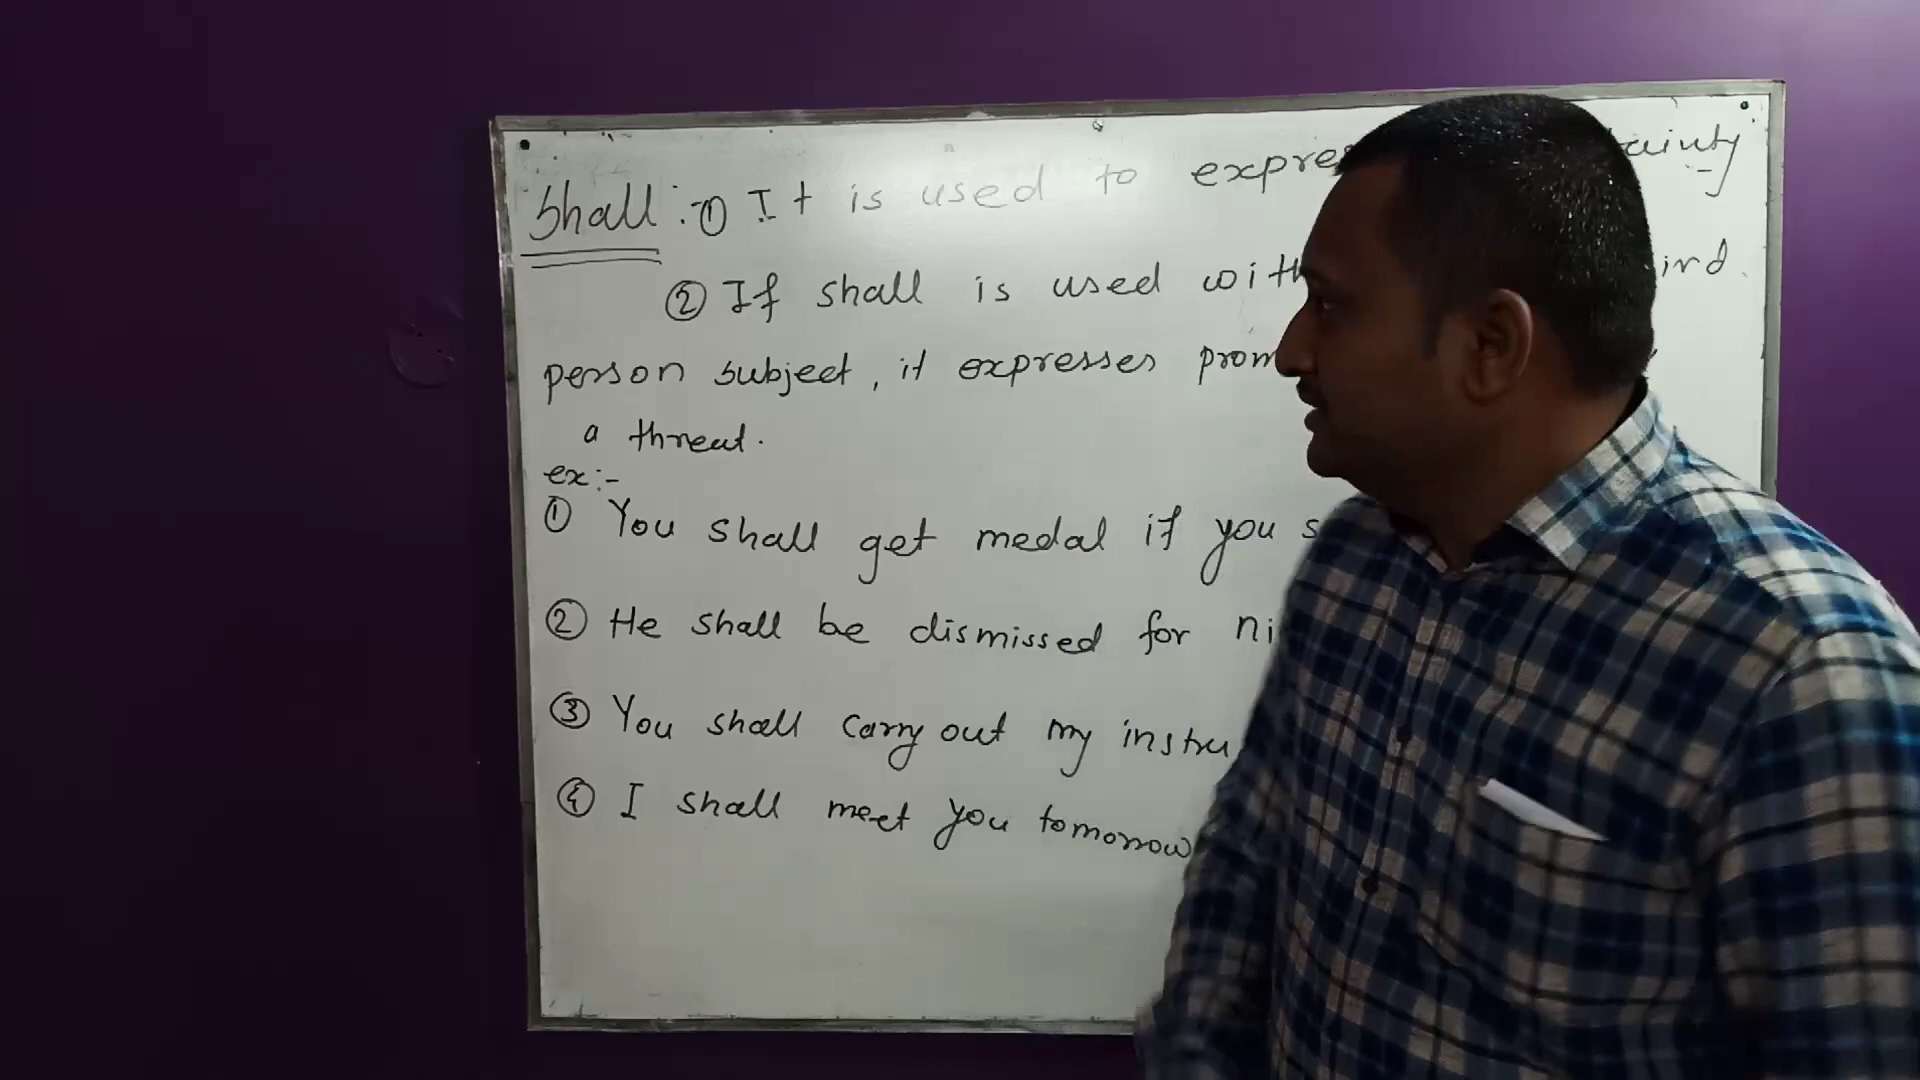 Shall :- ① It is used to expre tainty
② If shall is used with ird
person subject, it expresses prom
a threat.
ex:-
① You shall get medal if you s
② He shall be dismissed for ni
③ You shall carry out my instru
④ I shall meet you tomorrow